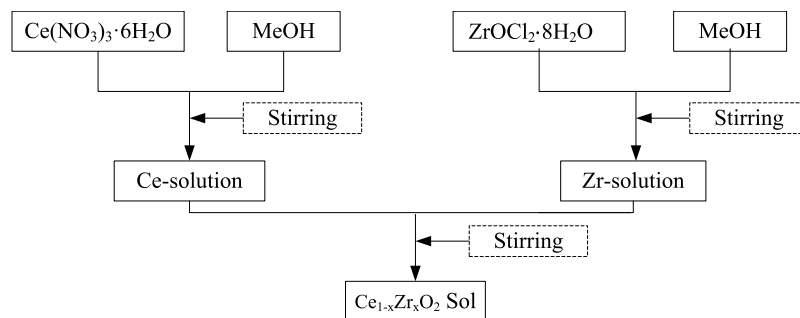 Ce(NO₃)₃·6H₂O
MeOH
ZrOCl₂·8H₂O
MeOH
Stirring
Stirring
Ce-solution
Zr-solution
Stirring
Ce₁₋ₓZrₓO₂ Sol